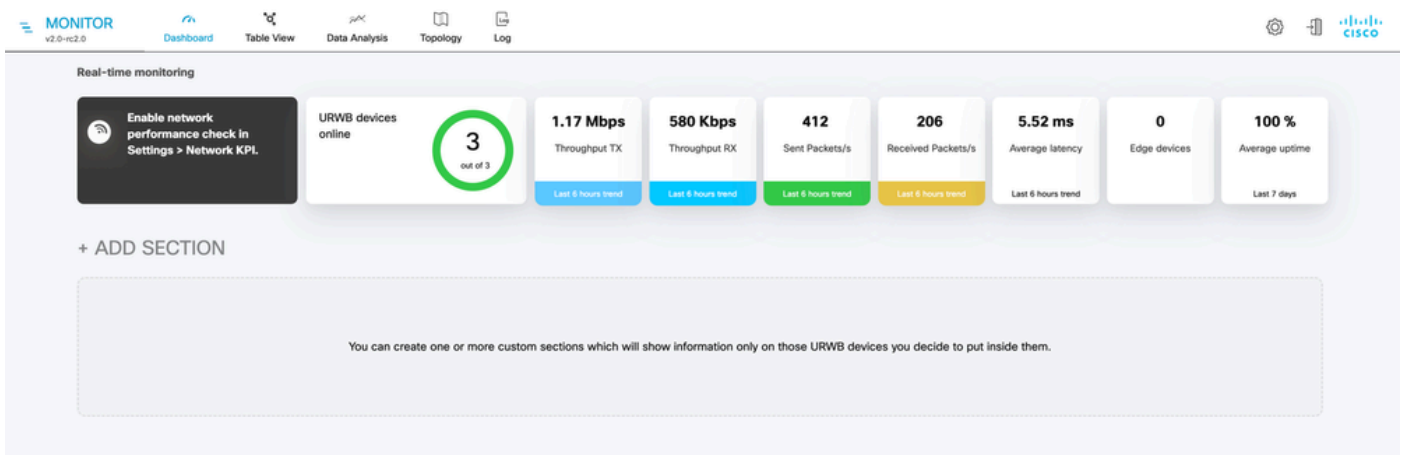 MONITOR
v2.0-rc2.0
Dashboard
Table View
Data Analysis
Topology
Log
Log
CISCO
Real-time monitoring
Enable network
performance check in
Settings > Network KPI.
URWB devices
online
3
out of 3
1.17 Mbps
Throughput TX
Last 6 hours trend
580 Kbps
Throughput RX
Last 6 hours trend
412
Sent Packets/s
Last 6 hours trend
206
Received Packets/s
Last 6 hours trend
5.52 ms
Average latency
Last 6 hours trend
0
Edge devices
100 %
Average uptime
Last 7 days
+ ADD SECTION
You can create one or more custom sections which will show information only on those URWB devices you decide to put inside them.